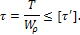 τ = T / Wρ ≤ [τ′].